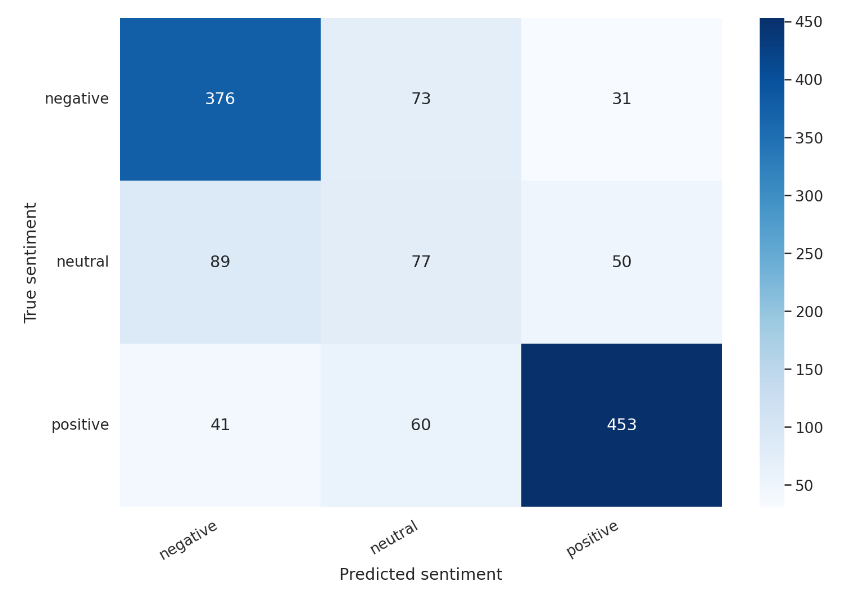 negative 376 73 31
neutral 89 77 50
positive 41 60 453
negative neutral positive
Predicted sentiment
True sentiment
450
400
350
300
250
200
150
100
50